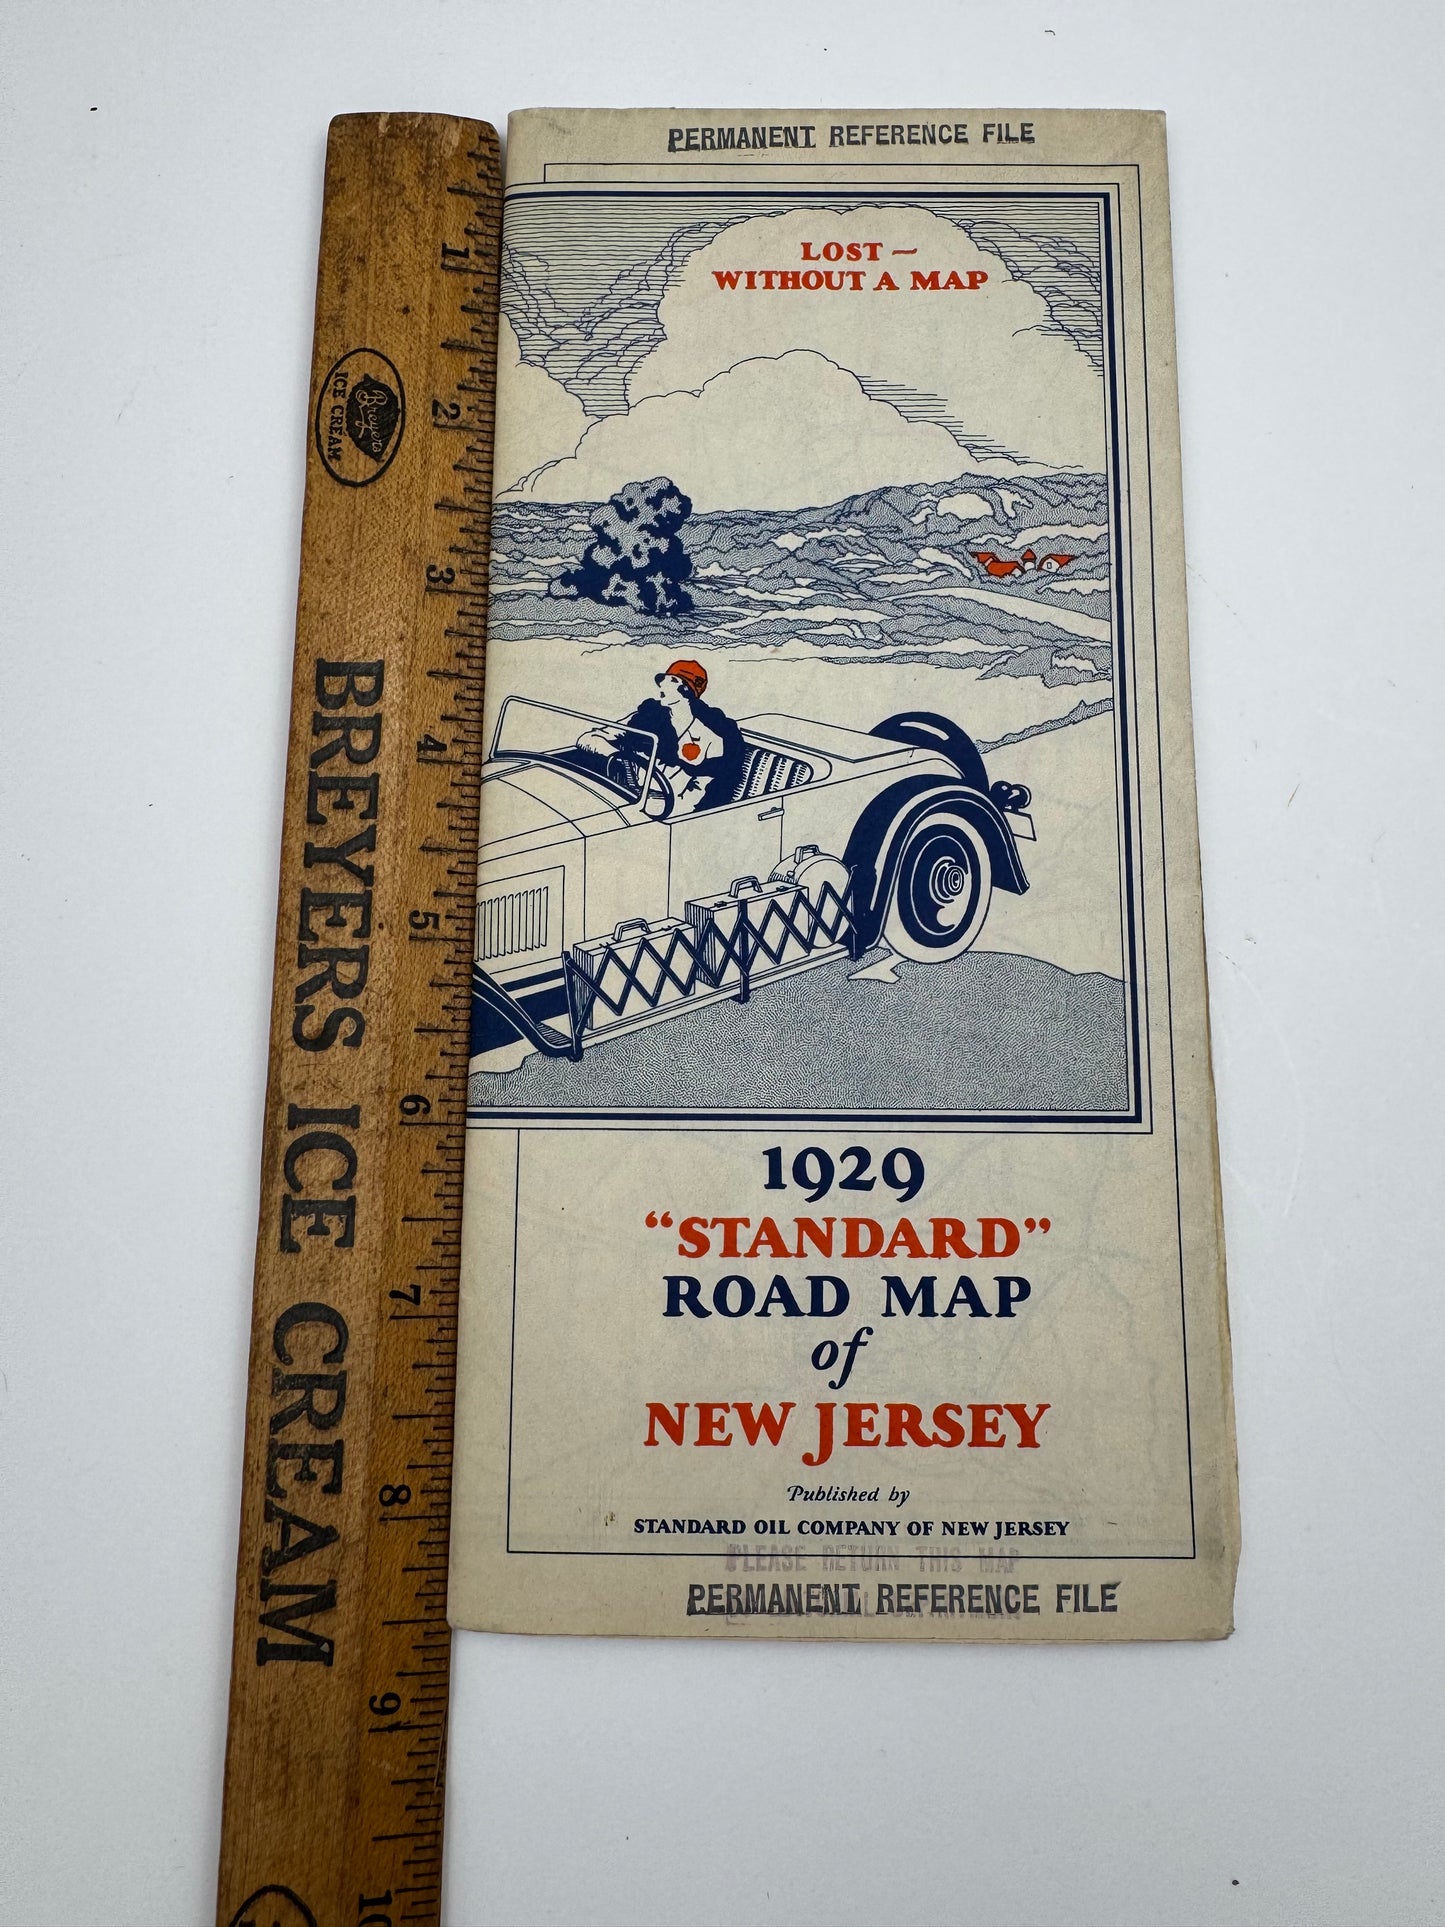 PERMANENT REFERENCE FILE
LOST —
WITHOUT A MAP
1929
"STANDARD"
ROAD MAP
of
NEW JERSEY
Published by
STANDARD OIL COMPANY OF NEW JERSEY
PLEASE RETURN THIS MAP
PERMANENT REFERENCE FILE
1
2
3
4
5
6
7
8
9
10
Breyers
ICE CREAM
BREYERS ICE CREAM